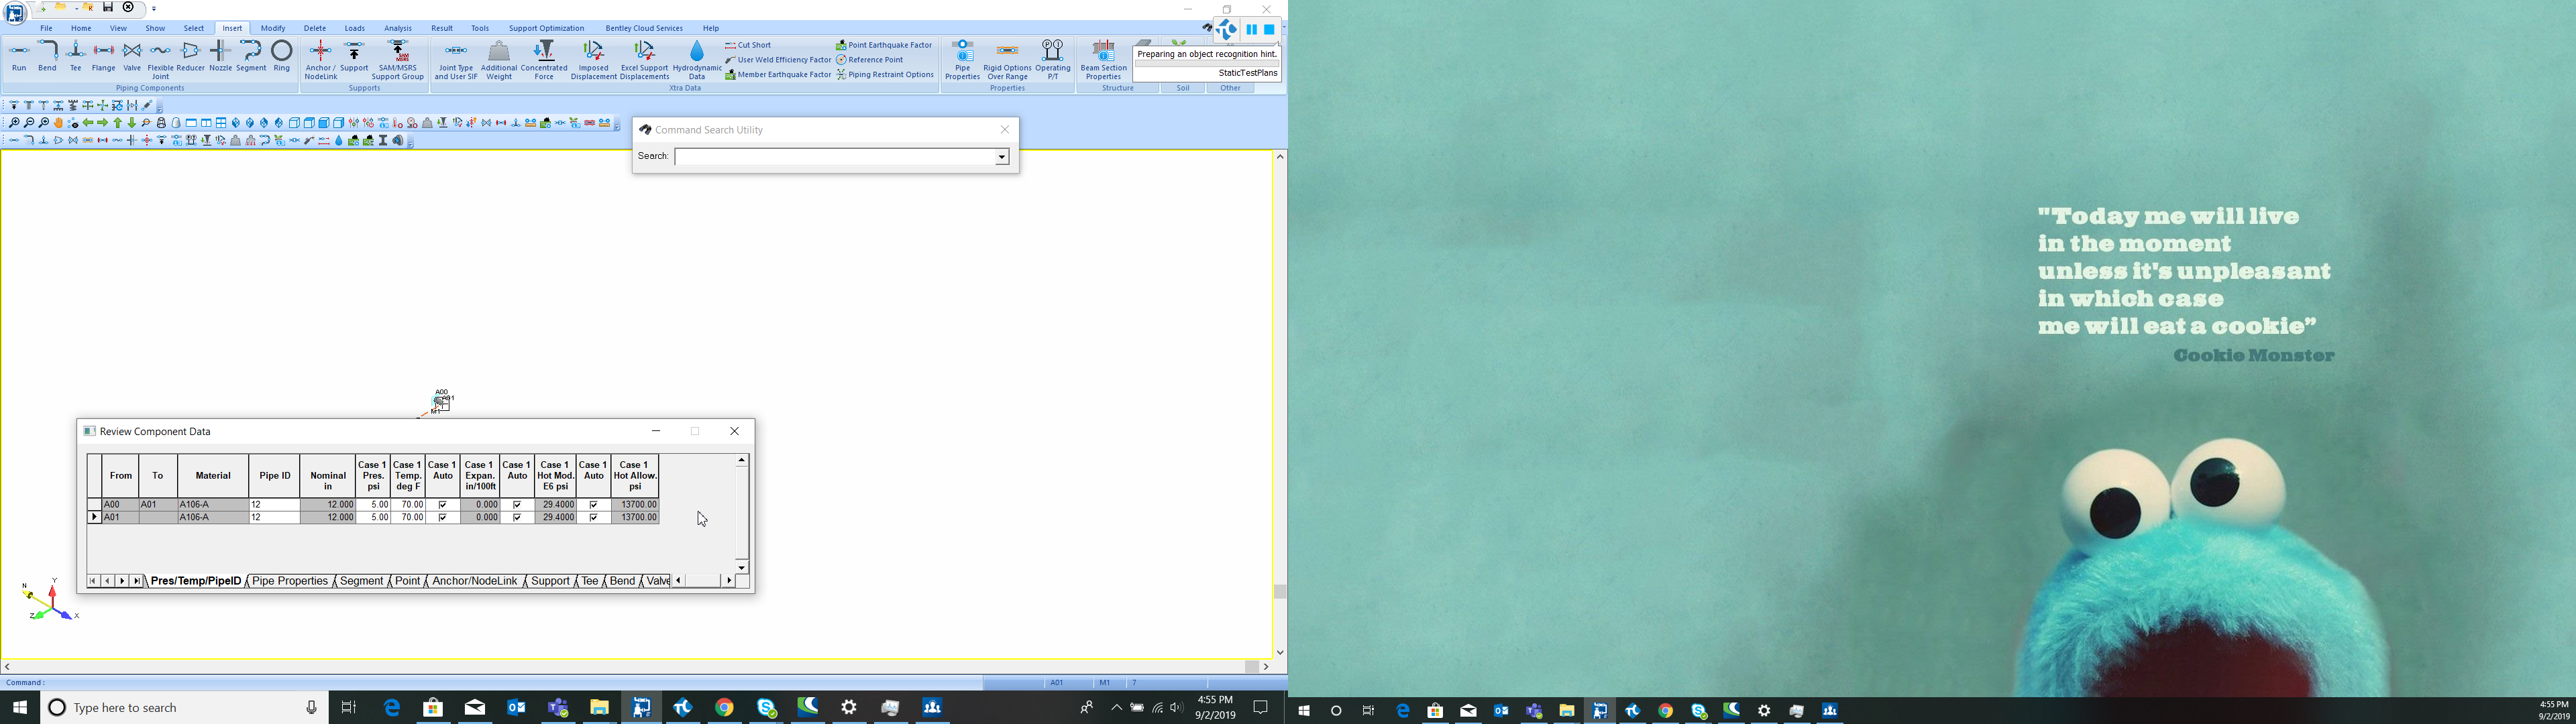 File Home View Show Select Insert Modify Delete Loads Analysis Result Tools Support Optimization Bentley Cloud Services Help
Run Bend Tee Flange Valve Flexible Joint Reducer Nozzle Segment Ring
Piping Components
Anchor / NodeLink Support SAM/MSRS Support Group
Supports
Joint Type and User SIF Additional Weight Concentrated Force Imposed Displacement Excel Support Displacements Hydrodynamic Data
Cut Short
User Weld Efficiency Factor
Member Earthquake Factor
Point Earthquake Factor
Reference Point
Piping Restraint Options
Xtra Data
Pipe Properties Rigid Options Over Range Operating P/T
Properties
Beam Section Properties
Structure
Soil
Other
Preparing an object recognition hint.
StaticTestPlans
Command Search Utility
Search:
A00
M1
Review Component Data
From To Material Pipe ID Nominal in Case 1 Pres. psi Case 1 Temp. deg F Case 1 Auto Case 1 Expan. in/100ft Case 1 Auto Case 1 Hot Mod. E6 psi Case 1 Auto Case 1 Hot Allow. psi
A00 A01 A106-A 12 12.000 5.00 70.00 0.000 29.4000 13700.00
A01 A106-A 12 12.000 5.00 70.00 0.000 29.4000 13700.00
Pres/Temp/PipeID Pipe Properties Segment Point Anchor/NodeLink Support Tee Bend Valve
N Y Z X
Command :
A01 M1 7
Type here to search
4:55 PM
9/2/2019
"Today me will live
in the moment
unless it's unpleasant
in which case
me will eat a cookie”
Cookie Monster
4:55 PM
9/2/2019